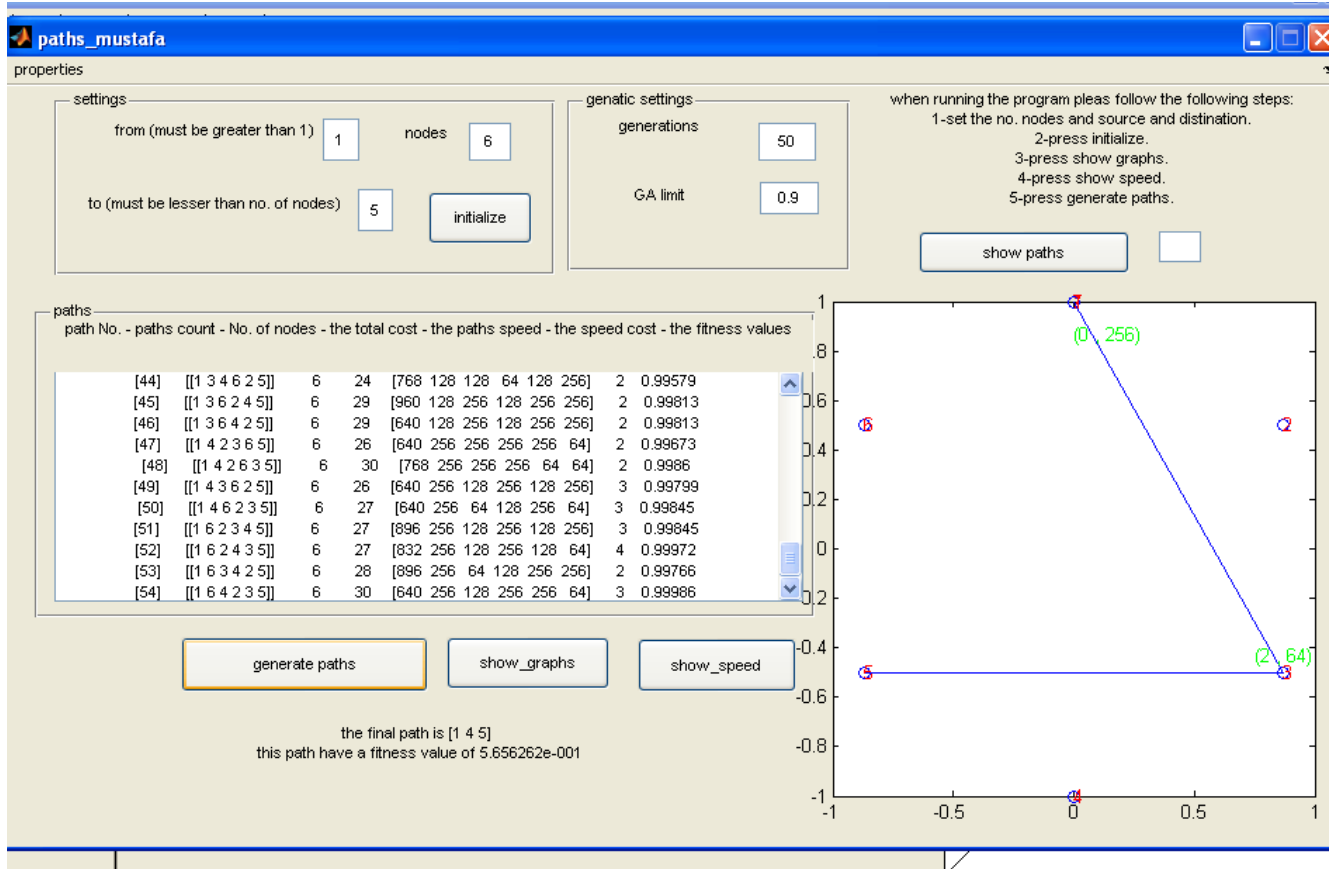 paths_mustafa
properties
settings
from (must be greater than 1)
1
nodes
6
to (must be lesser than no. of nodes)
5
initialize
genatic settings
generations
50
GA limit
0.9
when running the program pleas follow the following steps:
1-set the no. nodes and source and distination.
2-press initialize.
3-press show graphs.
4-press show speed.
5-press generate paths.
show paths
paths
path No. - paths count - No. of nodes - the total cost - the paths speed - the speed cost - the fitness values
[44] [[1 3 4 6 2 5]] 6 24 [768 128 128 64 128 256] 2 0.99579
[45] [[1 3 6 2 4 5]] 6 29 [960 128 256 128 256 256] 2 0.99813
[46] [[1 3 6 4 2 5]] 6 29 [640 128 256 128 256 256] 2 0.99813
[47] [[1 4 2 3 6 5]] 6 26 [640 256 256 256 256 64] 2 0.99673
[48] [[1 4 2 6 3 5]] 6 30 [768 256 256 256 64 64] 2 0.9986
[49] [[1 4 3 6 2 5]] 6 26 [640 256 128 256 128 256] 3 0.99799
[50] [[1 4 6 2 3 5]] 6 27 [640 256 64 128 256 64] 3 0.99845
[51] [[1 6 2 3 4 5]] 6 27 [896 256 128 256 128 256] 3 0.99845
[52] [[1 6 2 4 3 5]] 6 27 [832 256 128 256 128 64] 4 0.99972
[53] [[1 6 3 4 2 5]] 6 28 [896 256 64 128 256 256] 2 0.99766
[54] [[1 6 4 2 3 5]] 6 30 [640 256 128 256 256 64] 3 0.99986
generate paths
show_graphs
show_speed
the final path is [1 4 5]
this path have a fitness value of 5.656262e-001
1
(0 , 256)
.8
0.6
6
2
0.4
0.2
0
0.2
-0.4
(2 , 64)
5
3
-0.6
-0.8
4
-1
-1
-0.5
0
0.5
1